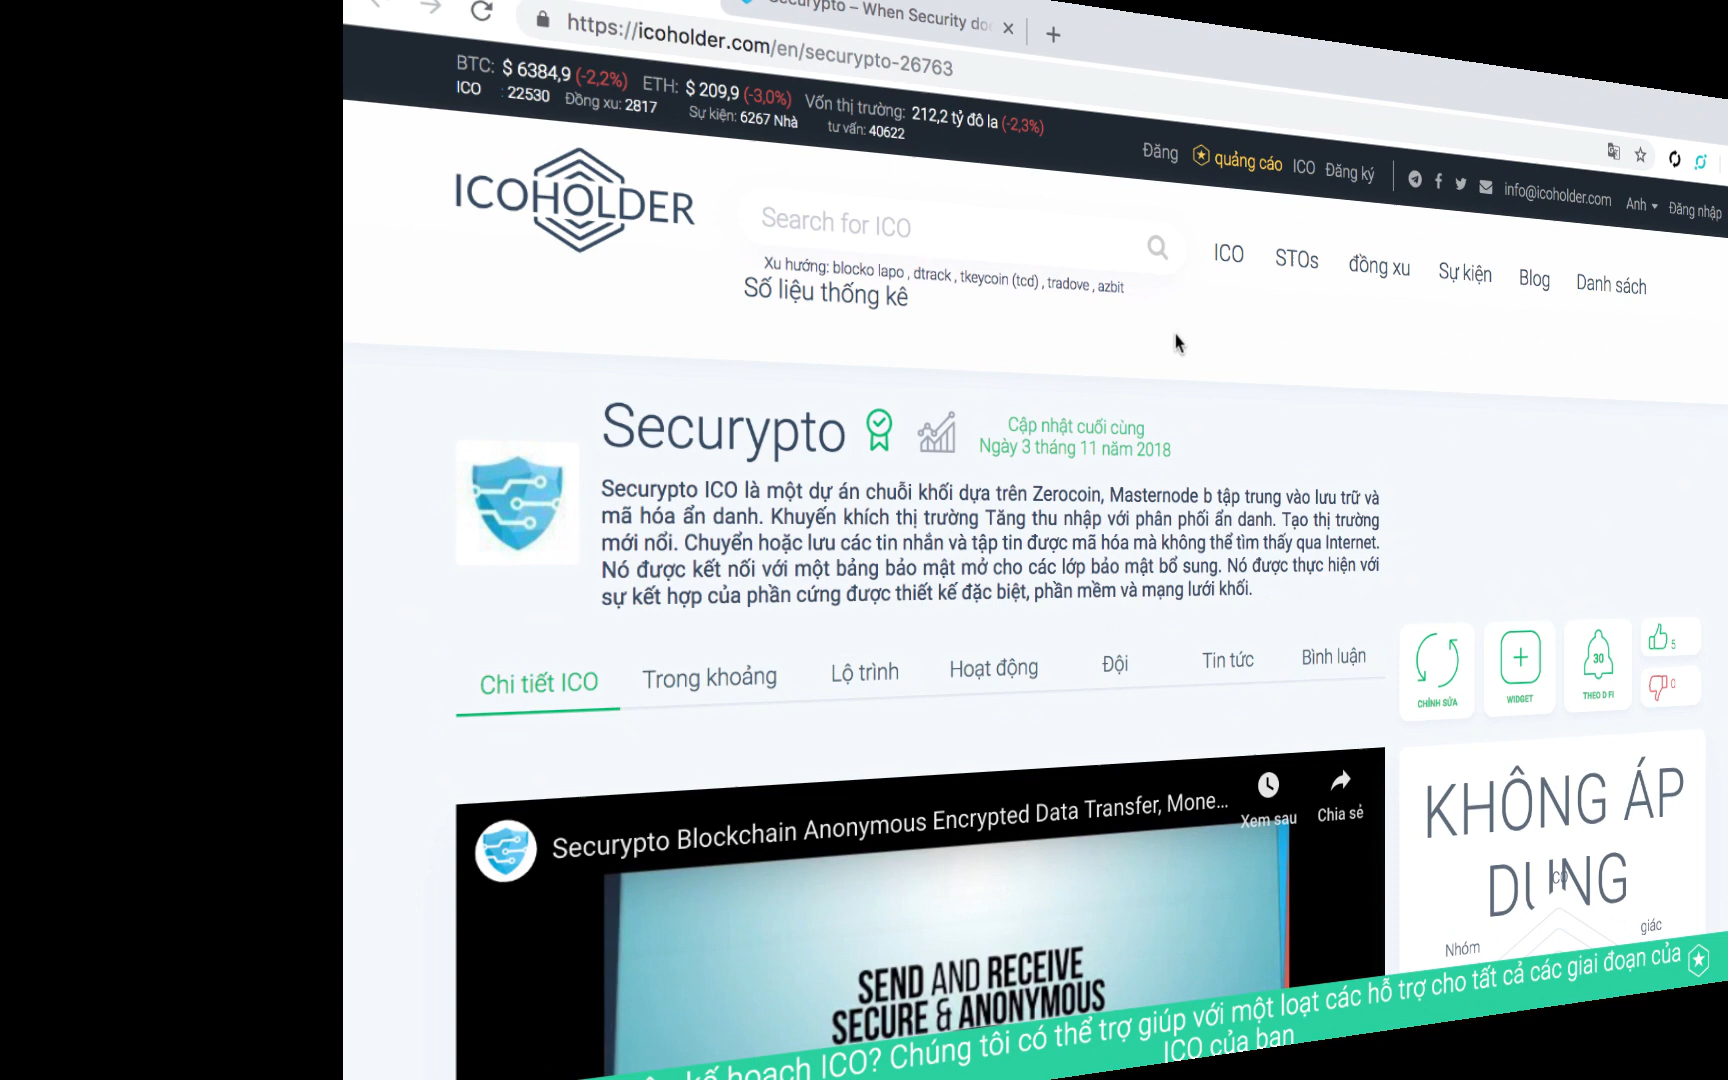 Securypto – When Security do
https://icoholder.com/en/securypto-26763
BTC: $ 6384,9 (-2,2%) ETH: $ 209,9 (-3,0%) Vốn thị trường: 212,2 tỷ đô la (-2,3%)
ICO : 22530 Đồng xu: 2817 Sự kiện: 6267 Nhà tư vấn: 40622
Đăng quảng cáo ICO Đăng ký info@icoholder.com Anh Đăng nhập
ICOHOLDER
Search for ICO
ICO STOs đồng xu Sự kiện Blog Danh sách
Xu hướng: blocko lapo , dtrack , tkeycoin (tcd) , tradove , azbit
Số liệu thống kê
Securypto
Cập nhật cuối cùng
Ngày 3 tháng 11 năm 2018
Securypto ICO là một dự án chuỗi khối dựa trên Zerocoin, Masternode b tập trung vào lưu trữ và
mã hóa ẩn danh. Khuyến khích thị trường Tăng thu nhập với phân phối ẩn danh. Tạo thị trường
mới nổi. Chuyển hoặc lưu các tin nhắn và tập tin được mã hóa mà không thể tìm thấy qua Internet.
Nó được kết nối với một bảng bảo mật mở cho các lớp bảo mật bổ sung. Nó được thực hiện với
sự kết hợp của phần cứng được thiết kế đặc biệt, phần mềm và mạng lưới khối.
Chi tiết ICO Trong khoảng Lộ trình Hoạt động Đội Tin tức Bình luận
30
5
0
CHỈNH SỬA WIDGET THEO D FI
Securypto Blockchain Anonymous Encrypted Data Transfer, Mone...
Xem sau Chia sẻ
SEND AND RECEIVE
SECURE & ANONYMOUS
KHÔNG ÁP
DỤNG
Nhóm giác
kế hoạch ICO? Chúng tôi có thể trợ giúp với một loạt các hỗ trợ cho tất cả các giai đoạn của
ICO của bạn